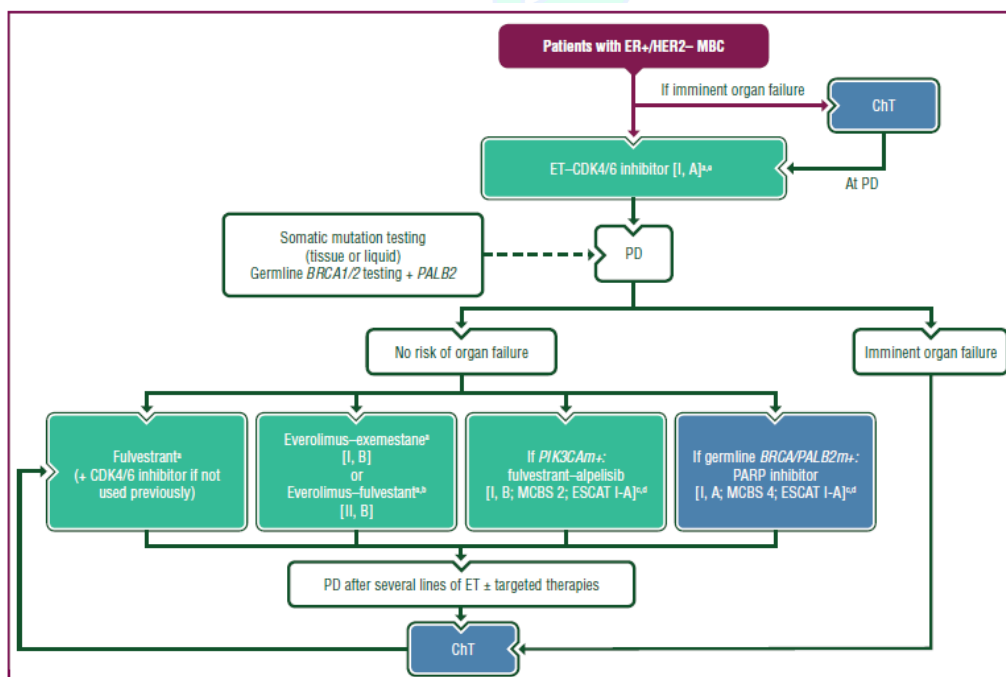 Patients with ER+/HER2– MBC
If imminent organ failure
ChT
ET–CDK4/6 inhibitor [I, A]ᵃ,ᵉ
At PD
Somatic mutation testing
(tissue or liquid)
Germline BRCA1/2 testing + PALB2
PD
No risk of organ failure
Imminent organ failure
Fulvestrantᵃ
(+ CDK4/6 inhibitor if not
used previously)
Everolimus–exemestaneᵃ
[I, B]
or
Everolimus–fulvestantᵃ,ᵇ
[II, B]
If PIK3CAm+:
fulvestrant–alpelisib
[I, B; MCBS 2; ESCAT I-A]ᶜ,ᵈ
If germline BRCA/PALB2m+:
PARP inhibitor
[I, A; MCBS 4; ESCAT I-A]ᶜ,ᵈ
PD after several lines of ET ± targeted therapies
ChT